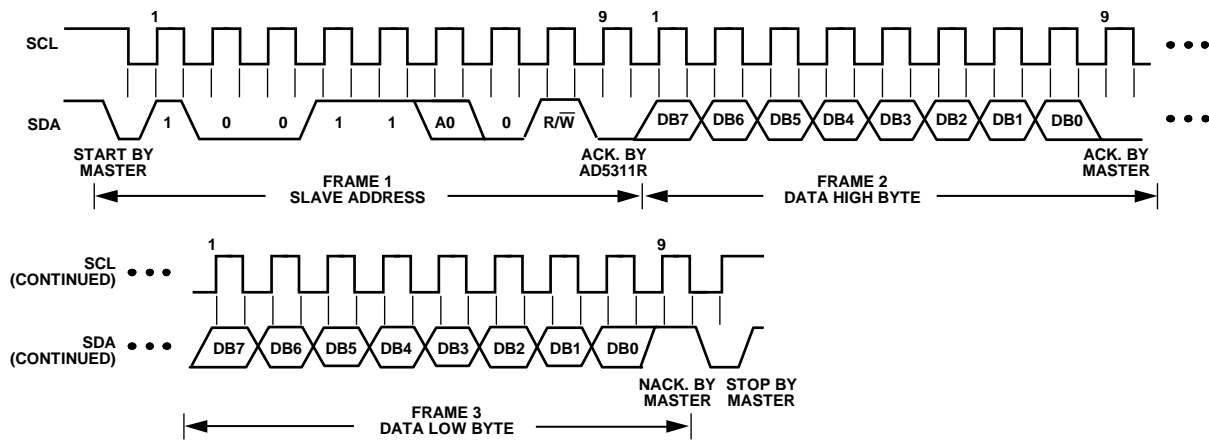 1 9 1 9
SCL
SDA 1 0 0 1 1 A0 0 R/W̅ DB7 DB6 DB5 DB4 DB3 DB2 DB1 DB0
START BY
MASTER
ACK. BY
AD5311R
ACK. BY
MASTER
FRAME 1
SLAVE ADDRESS
FRAME 2
DATA HIGH BYTE
1 9
SCL
(CONTINUED)
SDA
(CONTINUED)
DB7 DB6 DB5 DB4 DB3 DB2 DB1 DB0
NACK. BY
MASTER
STOP BY
MASTER
FRAME 3
DATA LOW BYTE